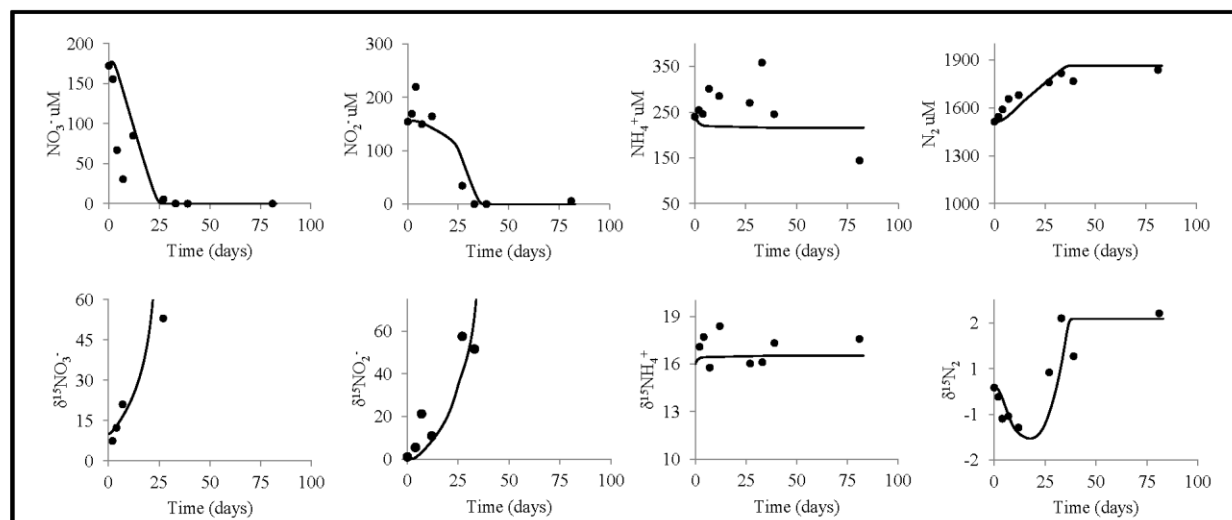 NO₃⁻ uM
200
150
100
50
0
0 25 50 75 100
Time (days)
NO₂⁻ uM
300
200
100
0
0 25 50 75 100
Time (days)
NH₄⁺ uM
350
250
150
50
0 25 50 75 100
Time (days)
N₂ uM
1900
1600
1300
1000
0 25 50 75 100
Time (days)
δ¹⁵NO₃⁻
60
45
30
15
0
0 25 50 75 100
Time (days)
δ¹⁵NO₂⁻
60
40
20
0
0 25 50 75 100
Time (days)
δ¹⁵NH₄⁺
19
16
13
10
0 25 50 75 100
Time (days)
δ¹⁵N₂
2
1
-1
-2
0 25 50 75 100
Time (days)